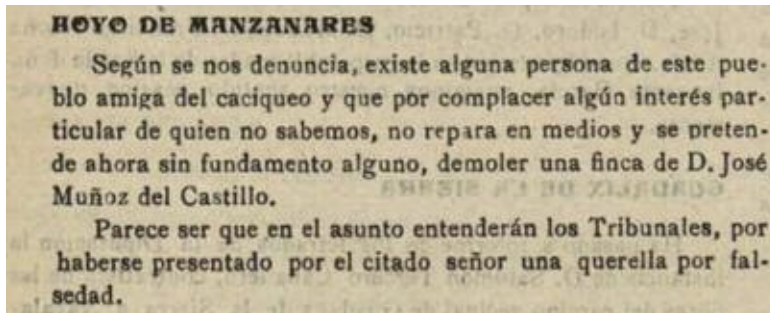 HOYO DE MANZANARES
Según se nos denuncia, existe alguna persona de este pue-
blo amiga del caciqueo y que por complacer algún interés par-
ticular de quien no sabemos, no repara en medios y se preten-
de ahora sin fundamento alguno, demoler una finca de D. José
Muñoz del Castillo.
Parece ser que en el asunto entenderán los Tribunales, por
haberse presentado por el citado señor una querella por fal-
sedad.